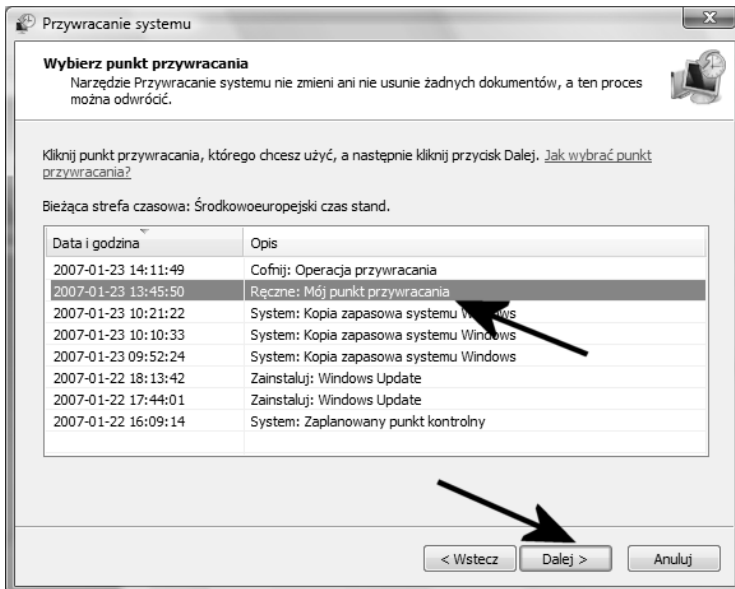 Przywracanie systemu
Wybierz punkt przywracania
Narzędzie Przywracanie systemu nie zmieni ani nie usunie żadnych dokumentów, a ten proces
można odwrócić.
Kliknij punkt przywracania, którego chcesz użyć, a następnie kliknij przycisk Dalej. Jak wybrać punkt
przywracania?
Bieżąca strefa czasowa: Środkowoeuropejski czas stand.
Data i godzina Opis
2007-01-23 14:11:49 Cofnij: Operacja przywracania
2007-01-23 13:45:50 Ręczne: Mój punkt przywracania
2007-01-23 10:21:22 System: Kopia zapasowa systemu Windows
2007-01-23 10:10:33 System: Kopia zapasowa systemu Windows
2007-01-23 09:52:24 System: Kopia zapasowa systemu Windows
2007-01-22 18:13:42 Zainstaluj: Windows Update
2007-01-22 17:44:01 Zainstaluj: Windows Update
2007-01-22 16:09:14 System: Zaplanowany punkt kontrolny
< Wstecz Dalej > Anuluj